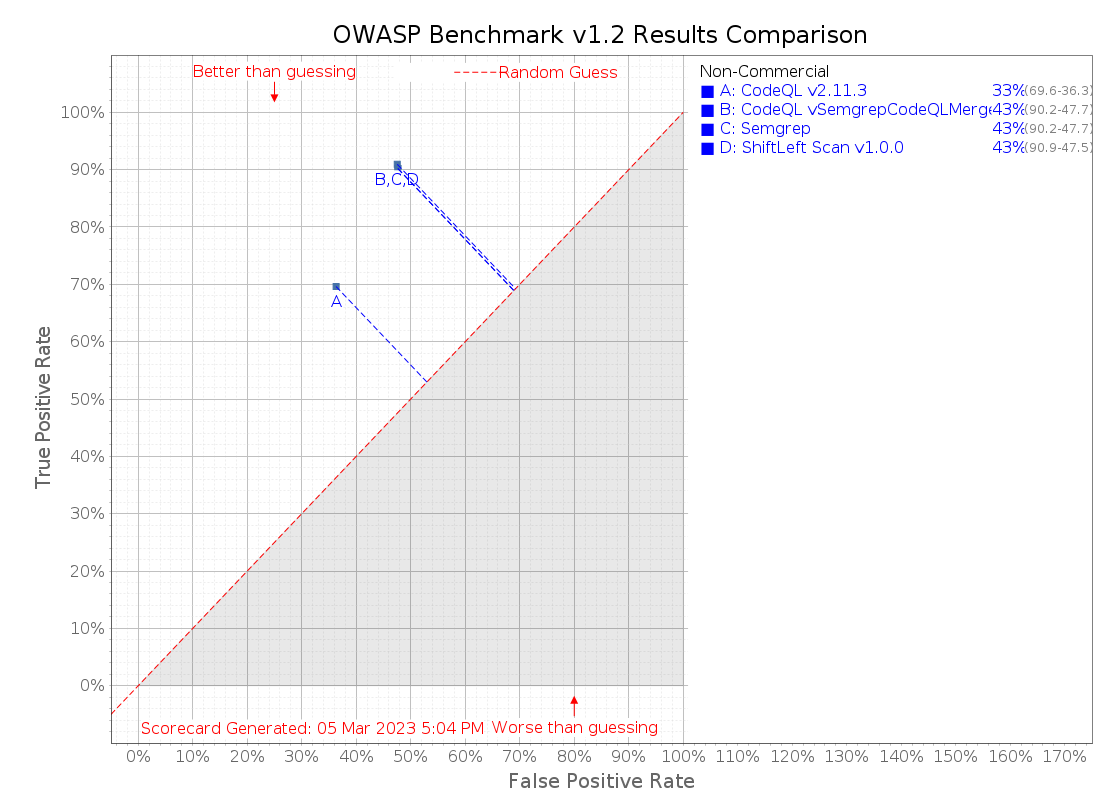 OWASP Benchmark v1.2 Results Comparison
Better than guessing
Random Guess
Non-Commercial
A: CodeQL v2.11.3 33% (69.6-36.3)
B: CodeQL vSemgrepCodeQLMerge 43% (90.2-47.7)
C: Semgrep 43% (90.2-47.7)
D: ShiftLeft Scan v1.0.0 43% (90.9-47.5)
100%
90%
B,C,D
80%
70%
A
60%
50%
40%
30%
20%
10%
0%
True Positive Rate
Scorecard Generated: 05 Mar 2023 5:04 PM
Worse than guessing
0% 10% 20% 30% 40% 50% 60% 70% 80% 90% 100% 110% 120% 130% 140% 150% 160% 170%
False Positive Rate